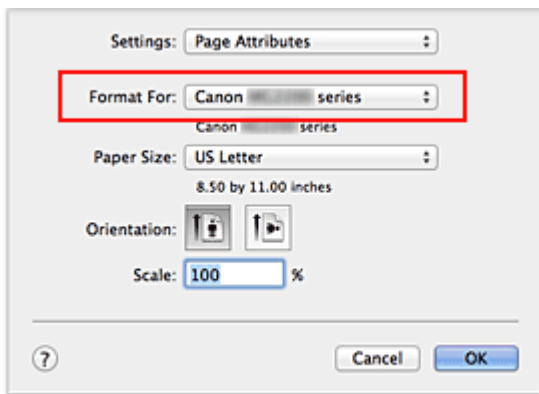 Settings: Page Attributes
Format For: Canon series
Canon series
Paper Size: US Letter
8.50 by 11.00 inches
Orientation:
Scale: 100 %
? Cancel OK